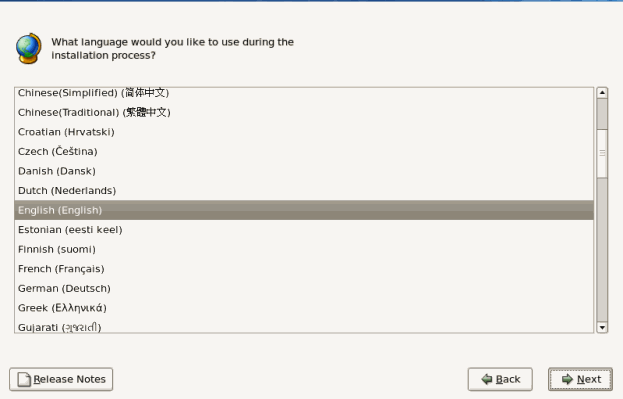 What language would you like to use during the
installation process?
Chinese(Simplified) (简体中文)
Chinese(Traditional) (繁體中文)
Croatian (Hrvatski)
Czech (Čeština)
Danish (Dansk)
Dutch (Nederlands)
English (English)
Estonian (eesti keel)
Finnish (suomi)
French (Français)
German (Deutsch)
Greek (Ελληνικά)
Gujarati (ગુજરાતી)
Release Notes
Back
Next